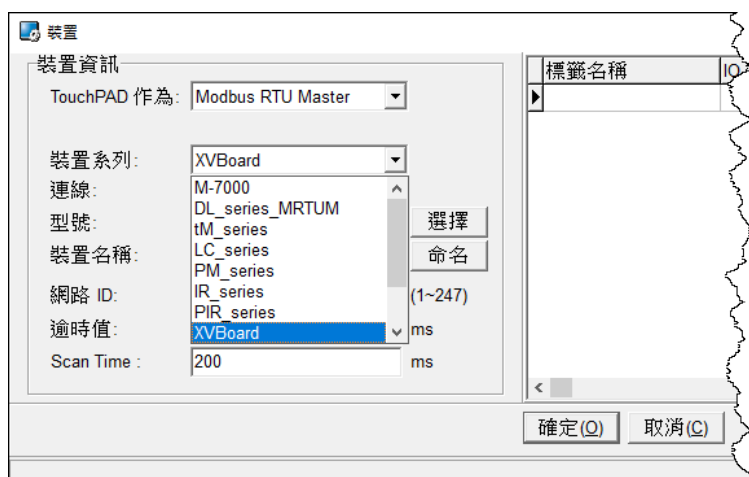 裝置
裝置資訊
TouchPAD 作為: Modbus RTU Master
裝置系列: XVBoard
連線:
型號:
裝置名稱:
網路 ID:
逾時值:
Scan Time : 200 ms
M-7000
DL_series_MRTUM
tM_series
LC_series
PM_series
IR_series
PIR_series
XVBoard
選擇
命名
(1~247)
ms
標籤名稱 IO
確定(O) 取消(C)